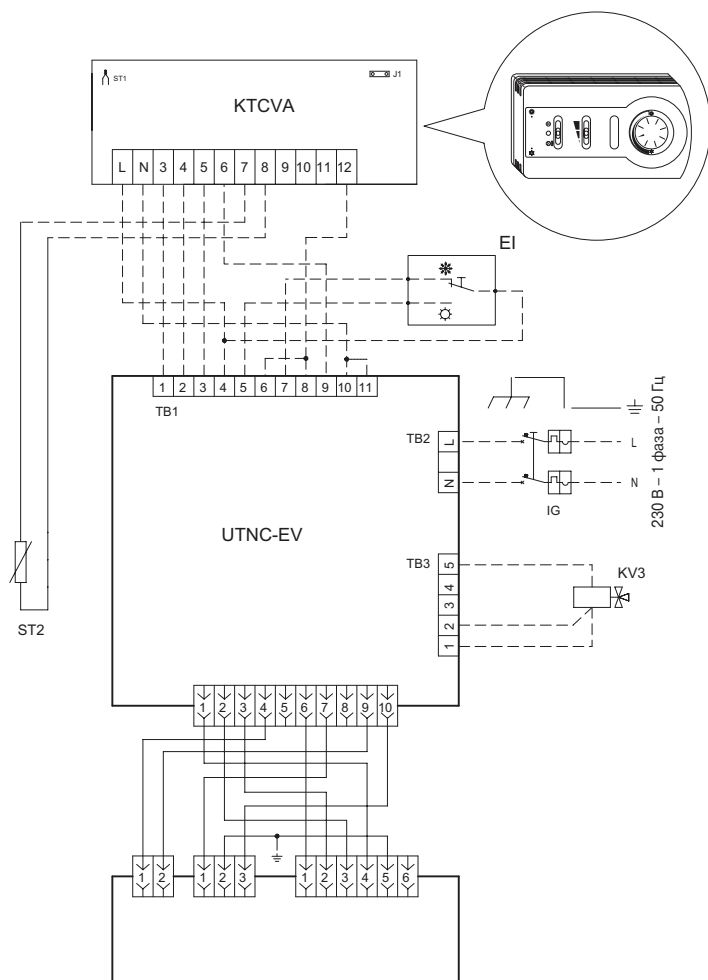 ST1
J1
KTCVA
L N 3 4 5 6 7 8 9 10 11 12
EI
1 2 3 4 5 6 7 8 9 10 11
TB1
TB2
L
N
L
N
IG
230 В – 1 фаза – 50 Гц
UTNC-EV
TB3
5
4
3
2
1
KV3
ST2
1 2 3 4 5 6 7 8 9 10
1 2 1 2 3 1 2 3 4 5 6